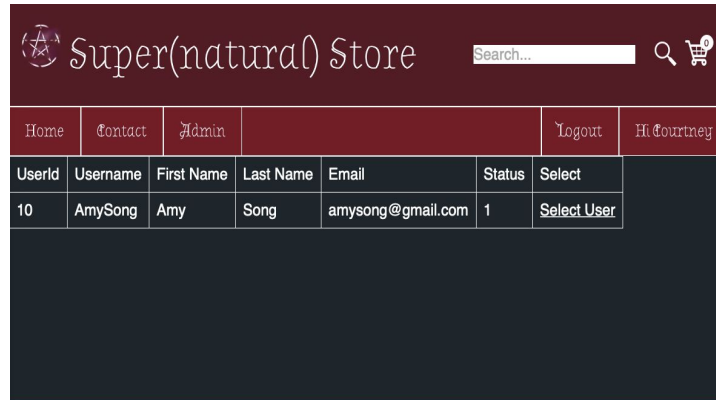 Super(natural) Store
Search...
0
Home Contact Admin Logout Hi Courtney
UserId Username First Name Last Name Email Status Select
10 AmySong Amy Song amysong@gmail.com 1 Select User